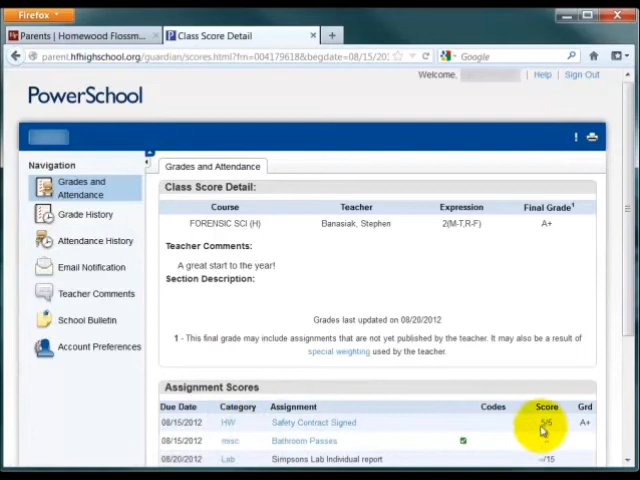 Firefox
Parents | Homewood Flossm...
Class Score Detail
parent.hfhighschool.org/guardian/scores.html?frn=004179618&begdate=08/15/20
Google
Welcome,
Help
Sign Out
PowerSchool
Navigation
Grades and Attendance
Grade History
Attendance History
Email Notification
Teacher Comments
School Bulletin
Account Preferences
Grades and Attendance
Class Score Detail:
Course Teacher Expression Final Grade1
FORENSIC SCI (H) Banasiak, Stephen 2(M-T,R-F) A+
Teacher Comments:
A great start to the year!
Section Description:
Grades last updated on 08/20/2012
1 - This final grade may include assignments that are not yet published by the teacher. It may also be a result of
special weighting used by the teacher.
Assignment Scores
Due Date Category Assignment Codes Score Grd
08/15/2012 HW Safety Contract Signed 5/5 A+
08/15/2012 misc Bathroom Passes
08/20/2012 Lab Simpsons Lab Individual report --/15